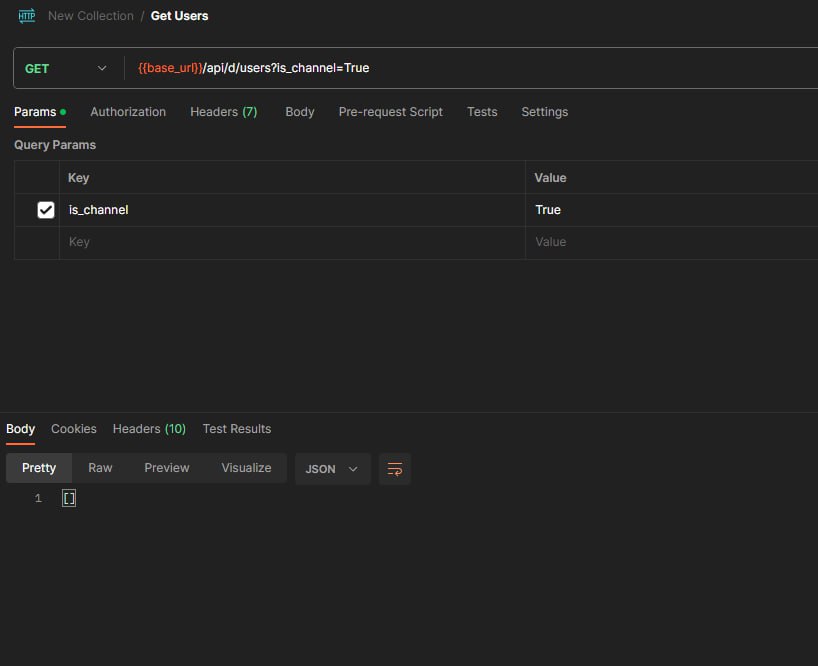 HTTP New Collection / Get Users
GET {{base_url}}/api/d/users?is_channel=True
Params Authorization Headers (7) Body Pre-request Script Tests Settings
Query Params
Key Value
is_channel True
Key Value
Body Cookies Headers (10) Test Results
Pretty Raw Preview Visualize JSON
1 []